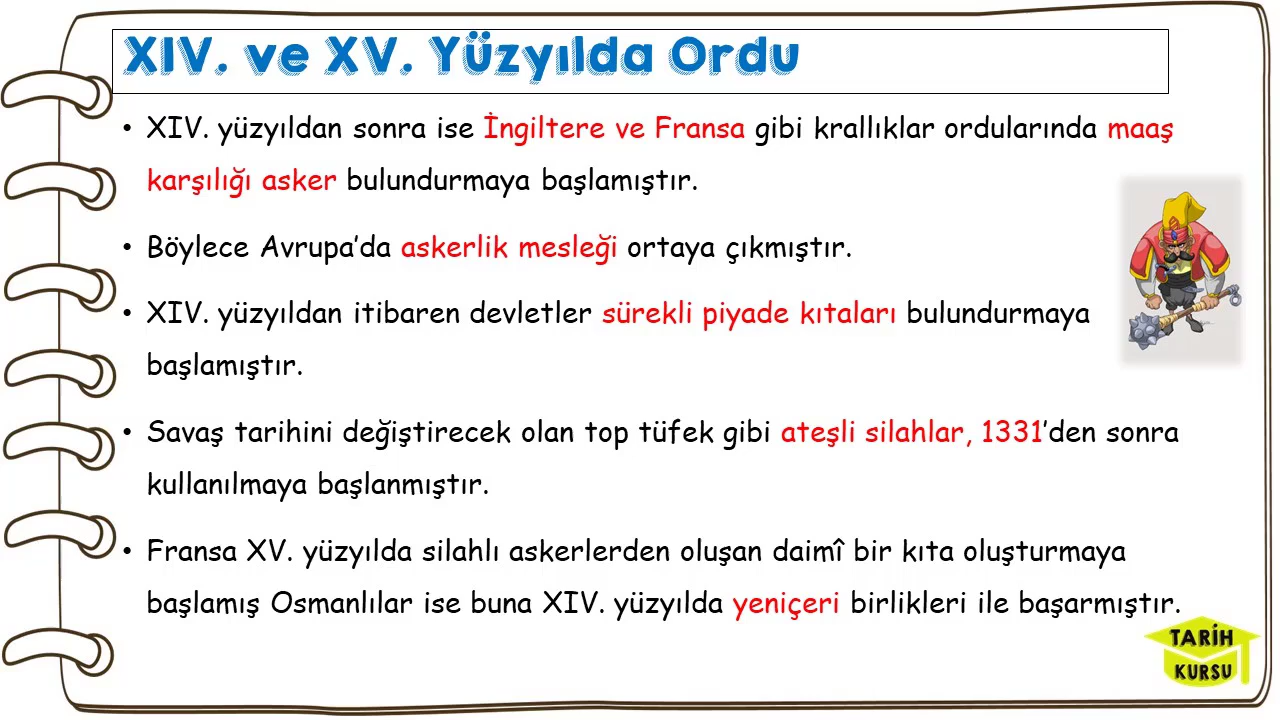 XIV. ve XV. Yüzyılda Ordu
• XIV. yüzyıldan sonra ise İngiltere ve Fransa gibi krallıklar ordularında maaş
karşılığı asker bulundurmaya başlamıştır.
• Böylece Avrupa’da askerlik mesleği ortaya çıkmıştır.
• XIV. yüzyıldan itibaren devletler sürekli piyade kıtaları bulundurmaya
başlamıştır.
• Savaş tarihini değiştirecek olan top tüfek gibi ateşli silahlar, 1331’den sonra
kullanılmaya başlanmıştır.
• Fransa XV. yüzyılda silahlı askerlerden oluşan daimî bir kıta oluşturmaya
başlamış Osmanlılar ise buna XIV. yüzyılda yeniçeri birlikleri ile başarmıştır.
TARİH
KURSU